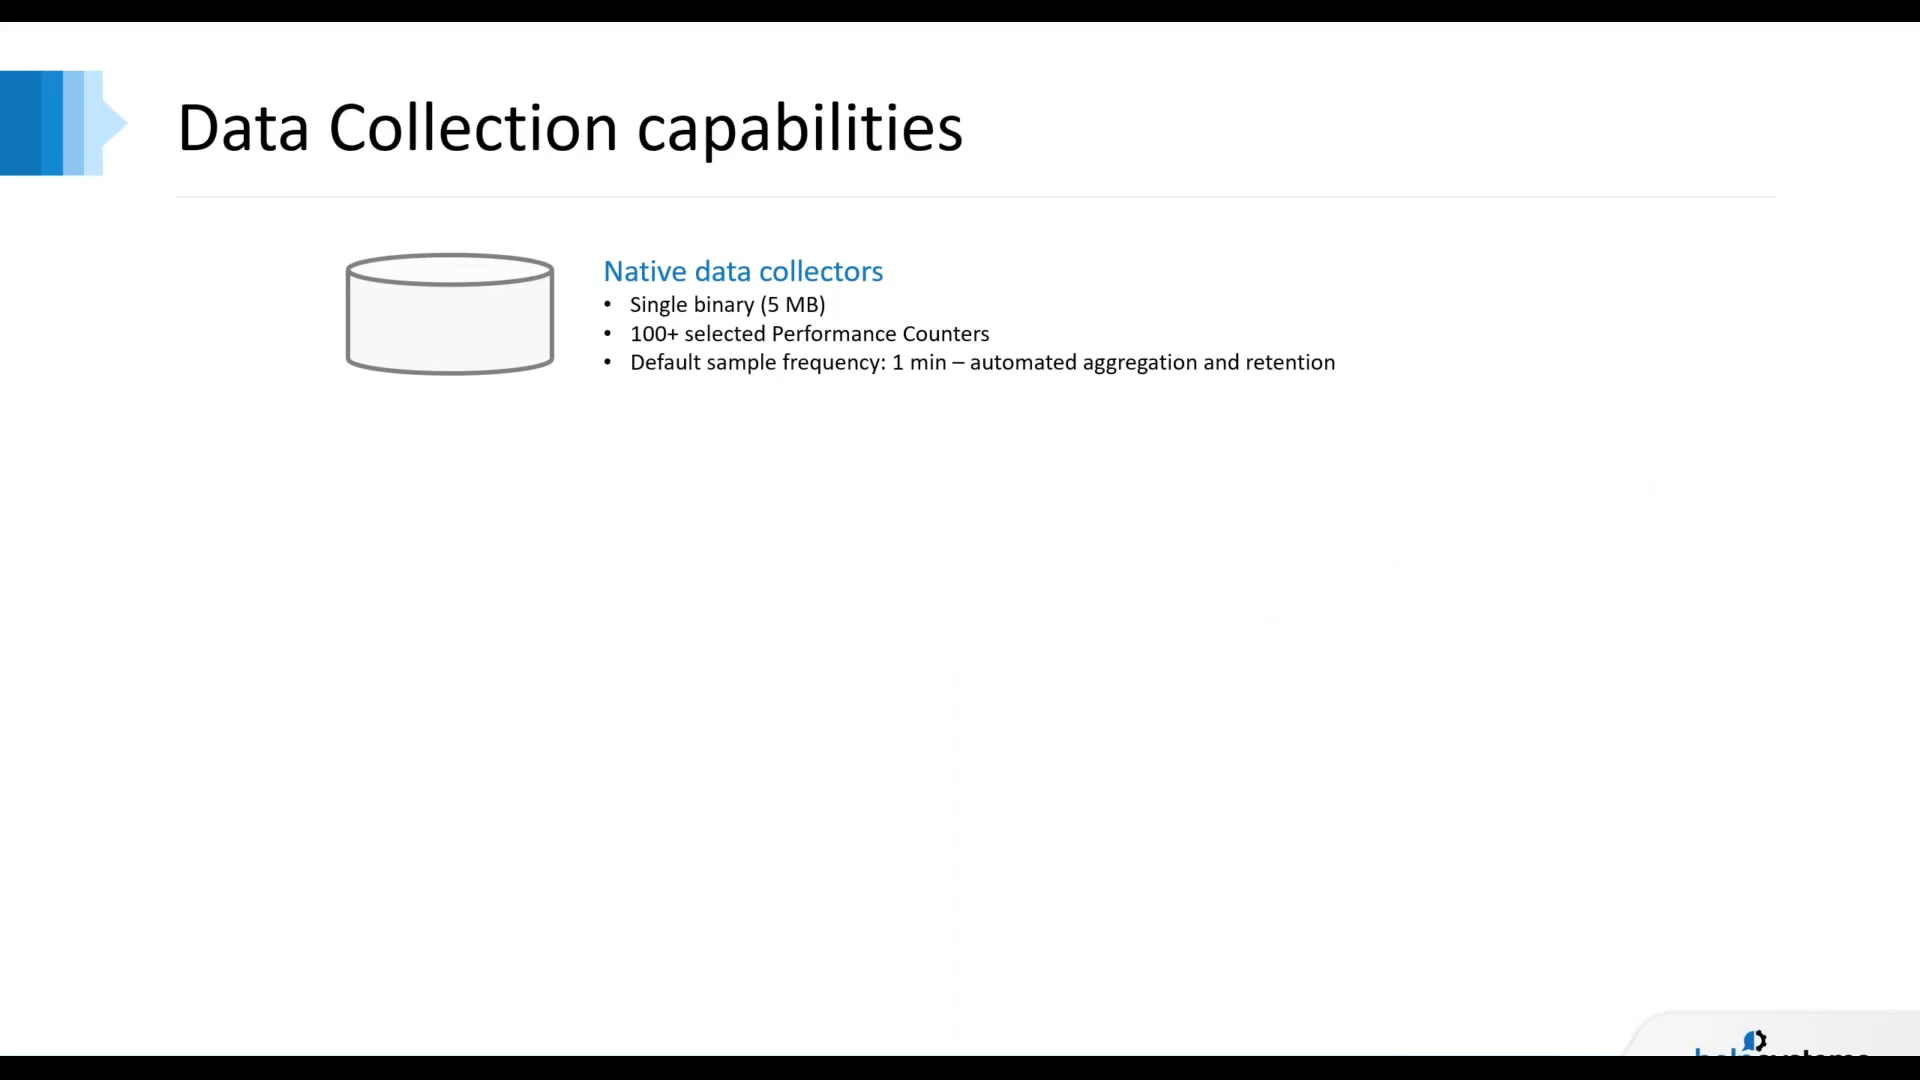 Data Collection capabilities
Native data collectors
• Single binary (5 MB)
• 100+ selected Performance Counters
• Default sample frequency: 1 min – automated aggregation and retention